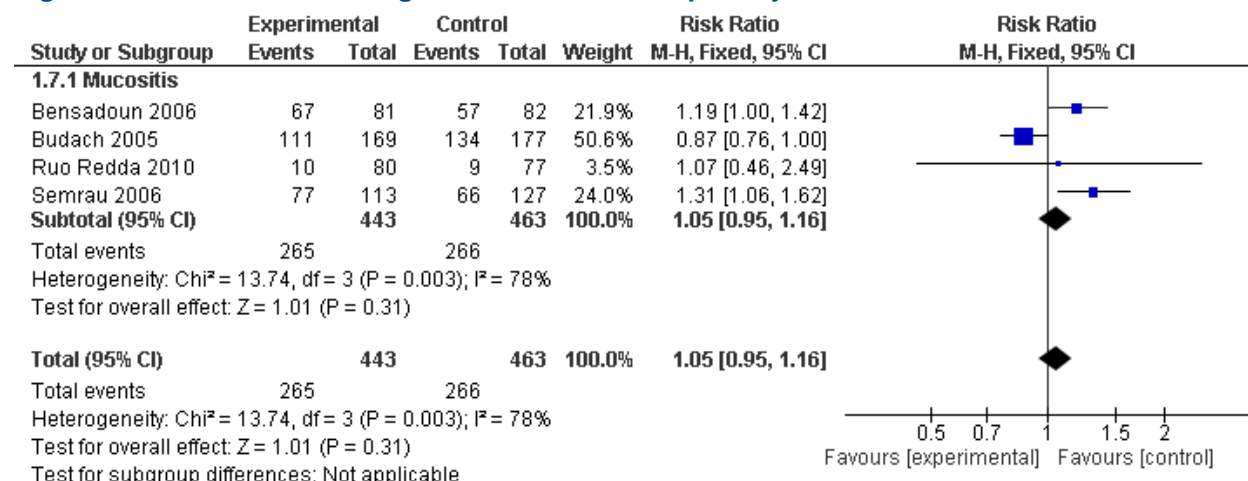 Experimental Control Risk Ratio Risk Ratio
Study or Subgroup Events Total Events Total Weight M-H, Fixed, 95% CI M-H, Fixed, 95% CI
1.7.1 Mucositis
Bensadoun 2006 67 81 57 82 21.9% 1.19 [1.00, 1.42]
Budach 2005 111 169 134 177 50.6% 0.87 [0.76, 1.00]
Ruo Redda 2010 10 80 9 77 3.5% 1.07 [0.46, 2.49]
Semrau 2006 77 113 66 127 24.0% 1.31 [1.06, 1.62]
Subtotal (95% CI) 443 463 100.0% 1.05 [0.95, 1.16]
Total events 265 266
Heterogeneity: Chi² = 13.74, df = 3 (P = 0.003); I² = 78%
Test for overall effect: Z = 1.01 (P = 0.31)
Total (95% CI) 443 463 100.0% 1.05 [0.95, 1.16]
Total events 265 266
Heterogeneity: Chi² = 13.74, df = 3 (P = 0.003); I² = 78%
Test for overall effect: Z = 1.01 (P = 0.31)
Test for subgroup differences: Not applicable
0.5 0.7 1 1.5 2
Favours [experimental] Favours [control]